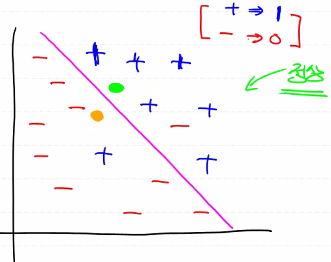 + ⇒ 1
- → 0